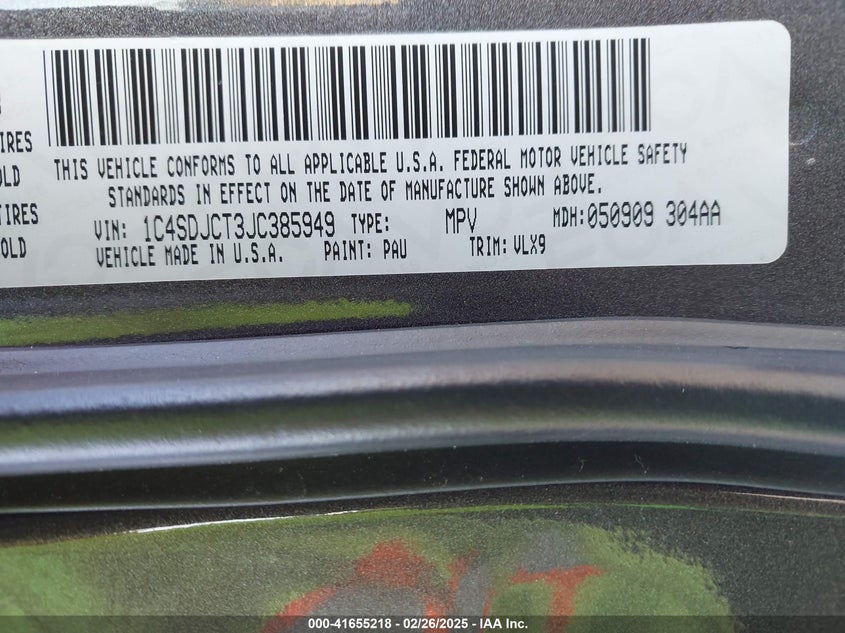 IRES
OLD
TIRES
OLD
THIS VEHICLE CONFORMS TO ALL APPLICABLE U.S.A. FEDERAL MOTOR VEHICLE SAFETY
STANDARDS IN EFFECT ON THE DATE OF MANUFACTURE SHOWN ABOVE.
VIN: 1C4SDJCT3JC385949 TYPE: MPV MDH:050909 304AA
VEHICLE MADE IN U.S.A. PAINT: PAU TRIM:VLX9
000-41655218 - 02/26/2025 - IAA Inc.